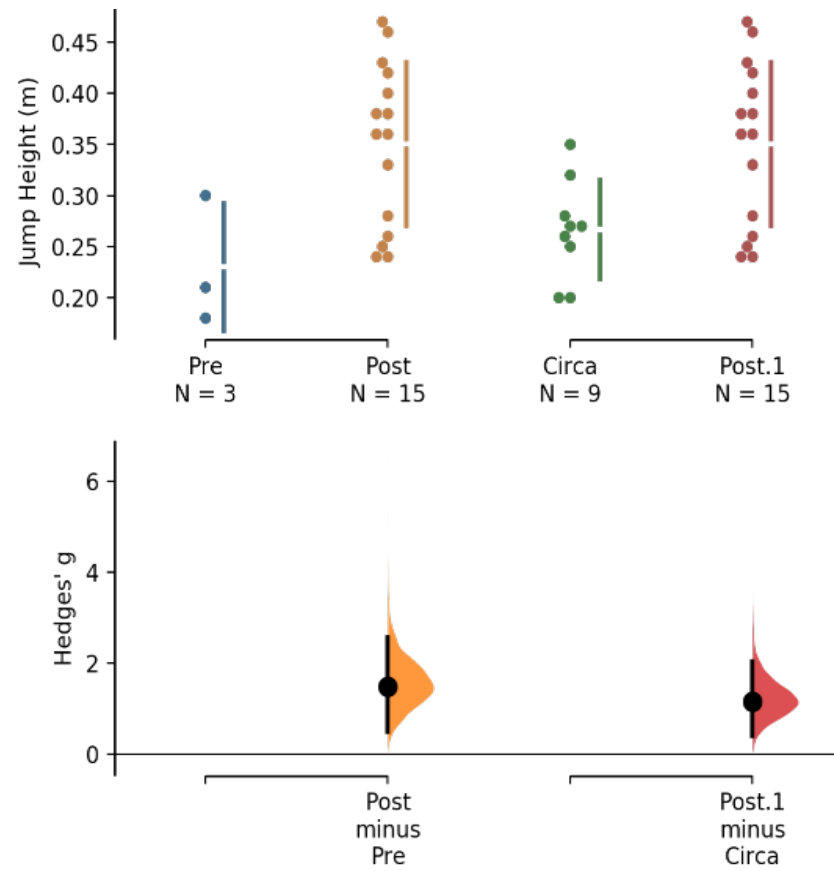 Jump Height (m)
0.45
0.40
0.35
0.30
0.25
0.20
Pre
N = 3
Post
N = 15
Circa
N = 9
Post.1
N = 15
Hedges' g
6
4
2
0
Post
minus
Pre
Post.1
minus
Circa